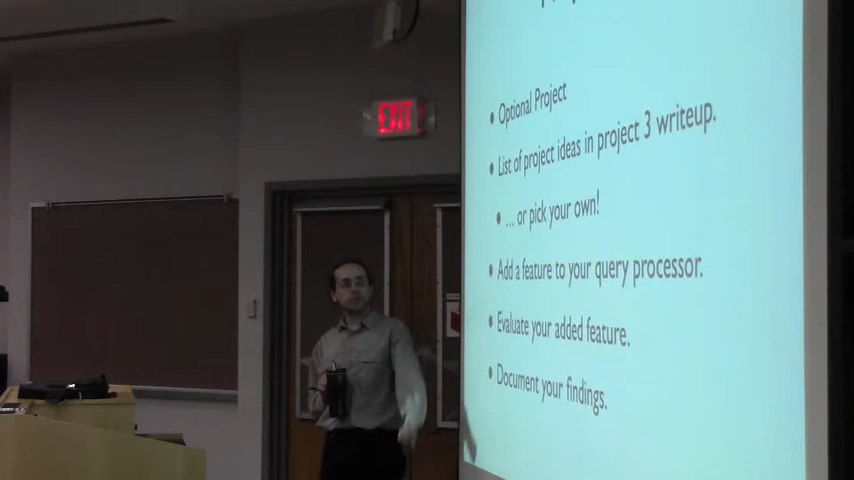 EXIT
• Optional Project
• List of project ideas in project 3 writeup.
• ... or pick your own!
• Add a feature to your query processor.
• Evaluate your added feature.
• Document your findings.